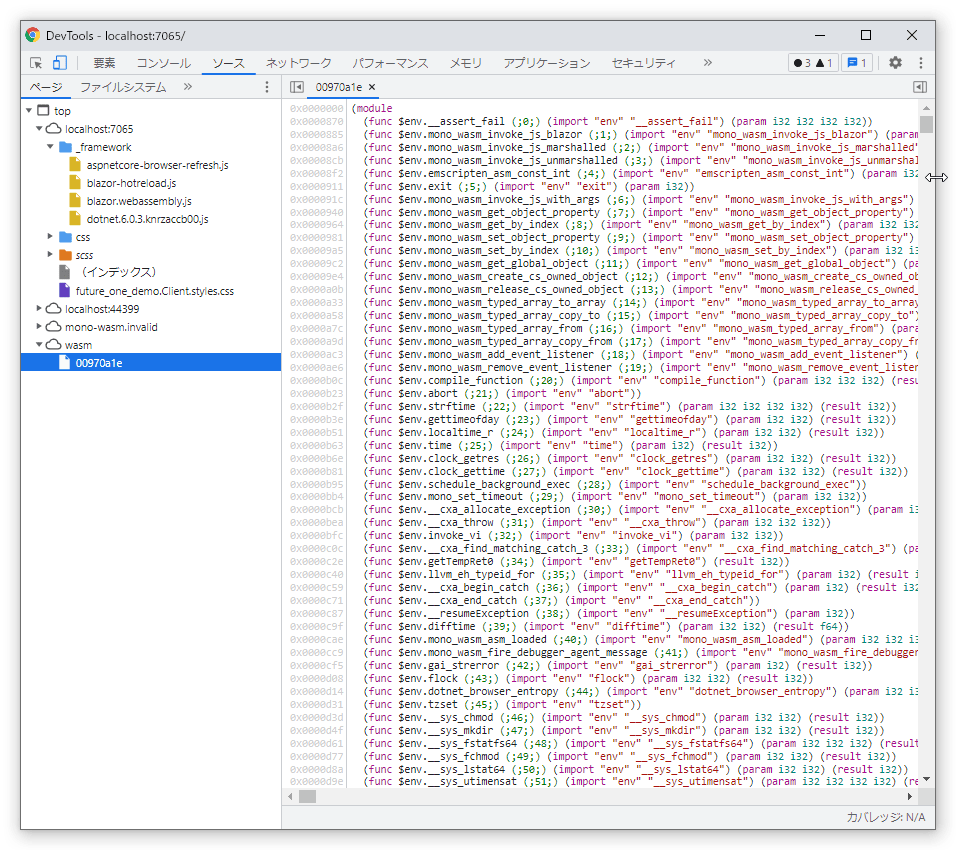 DevTools - localhost:7065/
要素 コンソール ソース ネットワーク パフォーマンス メモリ アプリケーション セキュリティ » 3 1 1
ページ ファイルシステム » 00970a1e ×
top
localhost:7065
_framework
aspnetcore-browser-refresh.js
blazor-hotreload.js
blazor.webassembly.js
dotnet.6.0.3.knrzaccb00.js
css
scss
（インデックス）
future_one_demo.Client.styles.css
localhost:44399
mono-wasm.invalid
wasm
00970a1e
0x0000000 (module
0x0000870 (func $env.__assert_fail (;0;) (import "env" "__assert_fail") (param i32 i32 i32 i32))
0x0000885 (func $env.mono_wasm_invoke_js_blazor (;1;) (import "env" "mono_wasm_invoke_js_blazor") (param
0x00008a6 (func $env.mono_wasm_invoke_js_marshalled (;2;) (import "env" "mono_wasm_invoke_js_marshalled"
0x00008cb (func $env.mono_wasm_invoke_js_unmarshalled (;3;) (import "env" "mono_wasm_invoke_js_unmarshal
0x00008f2 (func $env.emscripten_asm_const_int (;4;) (import "env" "emscripten_asm_const_int") (param i32
0x0000911 (func $env.exit (;5;) (import "env" "exit") (param i32))
0x000091c (func $env.mono_wasm_invoke_js_with_args (;6;) (import "env" "mono_wasm_invoke_js_with_args")
0x0000940 (func $env.mono_wasm_get_object_property (;7;) (import "env" "mono_wasm_get_object_property")
0x0000964 (func $env.mono_wasm_get_by_index (;8;) (import "env" "mono_wasm_get_by_index") (param i32 i32
0x0000981 (func $env.mono_wasm_set_object_property (;9;) (import "env" "mono_wasm_set_object_property")
0x00009a5 (func $env.mono_wasm_set_by_index (;10;) (import "env" "mono_wasm_set_by_index") (param i32 i3
0x00009c2 (func $env.mono_wasm_get_global_object (;11;) (import "env" "mono_wasm_get_global_object") (pa
0x00009e4 (func $env.mono_wasm_create_cs_owned_object (;12;) (import "env" "mono_wasm_create_cs_owned_ob
0x0000a0b (func $env.mono_wasm_release_cs_owned_object (;13;) (import "env" "mono_wasm_release_cs_owned_
0x0000a33 (func $env.mono_wasm_typed_array_to_array (;14;) (import "env" "mono_wasm_typed_array_to_array
0x0000a58 (func $env.mono_wasm_typed_array_copy_to (;15;) (import "env" "mono_wasm_typed_array_copy_to")
0x0000a7c (func $env.mono_wasm_typed_array_from (;16;) (import "env" "mono_wasm_typed_array_from") (para
0x0000a9d (func $env.mono_wasm_typed_array_copy_from (;17;) (import "env" "mono_wasm_typed_array_copy_fr
0x0000ac3 (func $env.mono_wasm_add_event_listener (;18;) (import "env" "mono_wasm_add_event_listener") (
0x0000ae6 (func $env.mono_wasm_remove_event_listener (;19;) (import "env" "mono_wasm_remove_event_listen
0x0000b0c (func $env.compile_function (;20;) (import "env" "compile_function") (param i32 i32 i32) (resu
0x0000b23 (func $env.abort (;21;) (import "env" "abort"))
0x0000b2f (func $env.strftime (;22;) (import "env" "strftime") (param i32 i32 i32 i32) (result i32))
0x0000b3e (func $env.gettimeofday (;23;) (import "env" "gettimeofday") (param i32 i32) (result i32))
0x0000b51 (func $env.localtime_r (;24;) (import "env" "localtime_r") (param i32 i32) (result i32))
0x0000b63 (func $env.time (;25;) (import "env" "time") (param i32) (result i32))
0x0000b6e (func $env.clock_getres (;26;) (import "env" "clock_getres") (param i32 i32) (result i32))
0x0000b81 (func $env.clock_gettime (;27;) (import "env" "clock_gettime") (param i32 i32) (result i32))
0x0000b95 (func $env.schedule_background_exec (;28;) (import "env" "schedule_background_exec"))
0x0000bb4 (func $env.mono_set_timeout (;29;) (import "env" "mono_set_timeout") (param i32 i32))
0x0000bcb (func $env.__cxa_allocate_exception (;30;) (import "env" "__cxa_allocate_exception") (param i3
0x0000bea (func $env.__cxa_throw (;31;) (import "env" "__cxa_throw") (param i32 i32 i32))
0x0000bfc (func $env.invoke_vi (;32;) (import "env" "invoke_vi") (param i32 i32))
0x0000c0c (func $env.__cxa_find_matching_catch_3 (;33;) (import "env" "__cxa_find_matching_catch_3") (pa
0x0000c2e (func $env.getTempRet0 (;34;) (import "env" "getTempRet0") (result i32))
0x0000c40 (func $env.llvm_eh_typeid_for (;35;) (import "env" "llvm_eh_typeid_for") (param i32) (result i
0x0000c59 (func $env.__cxa_begin_catch (;36;) (import "env" "__cxa_begin_catch") (param i32) (result i32
0x0000c71 (func $env.__cxa_end_catch (;37;) (import "env" "__cxa_end_catch"))
0x0000c87 (func $env.__resumeException (;38;) (import "env" "__resumeException") (param i32))
0x0000c9f (func $env.difftime (;39;) (import "env" "difftime") (param i32 i32) (result f64))
0x0000cae (func $env.mono_wasm_asm_loaded (;40;) (import "env" "mono_wasm_asm_loaded") (param i32 i32 i3
0x0000cc9 (func $env.mono_wasm_fire_debugger_agent_message (;41;) (import "env" "mono_wasm_fire_debugger
0x0000cf5 (func $env.gai_strerror (;42;) (import "env" "gai_strerror") (param i32) (result i32))
0x0000d08 (func $env.flock (;43;) (import "env" "flock") (param i32 i32) (result i32))
0x0000d14 (func $env.dotnet_browser_entropy (;44;) (import "env" "dotnet_browser_entropy") (param i32 i3
0x0000d31 (func $env.tzset (;45;) (import "env" "tzset"))
0x0000d3d (func $env.__sys_chmod (;46;) (import "env" "__sys_chmod") (param i32 i32) (result i32))
0x0000d4f (func $env.__sys_mkdir (;47;) (import "env" "__sys_mkdir") (param i32 i32) (result i32))
0x0000d61 (func $env.__sys_fstatfs64 (;48;) (import "env" "__sys_fstatfs64") (param i32 i32 i32) (result
0x0000d77 (func $env.__sys_fchmod (;49;) (import "env" "__sys_fchmod") (param i32 i32) (result i32))
0x0000d8a (func $env.__sys_lstat64 (;50;) (import "env" "__sys_lstat64") (param i32 i32) (result i32))
0x0000d9e (func $env.__sys_utimensat (;51;) (import "env" "__sys_utimensat") (param i32 i32 i32 i32) (re
カバレッジ: N/A